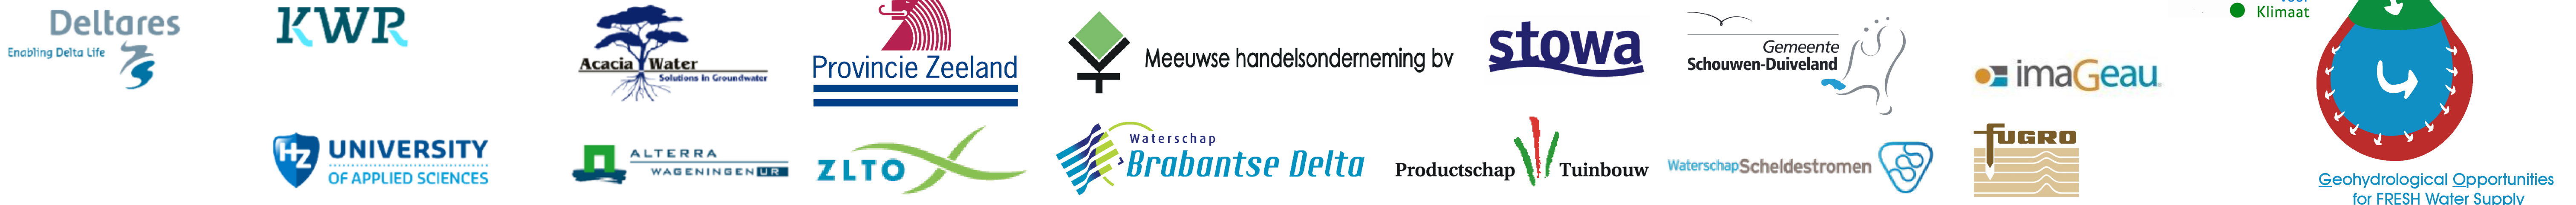 Deltares
Enabling Delta Life
KWR
Acacia Water
Solutions in Groundwater
Provincie Zeeland
Meeuwse handelsonderneming bv
stowa
Gemeente
Schouwen-Duiveland
imaGeau
Klimaat
HZ UNIVERSITY
OF APPLIED SCIENCES
ALTERRA
WAGENINGEN UR
ZLTO
Waterschap
Brabantse Delta
Productschap Tuinbouw
WaterschapScheldestromen
FUGRO
Geohydrological Opportunities
for FRESH Water Supply